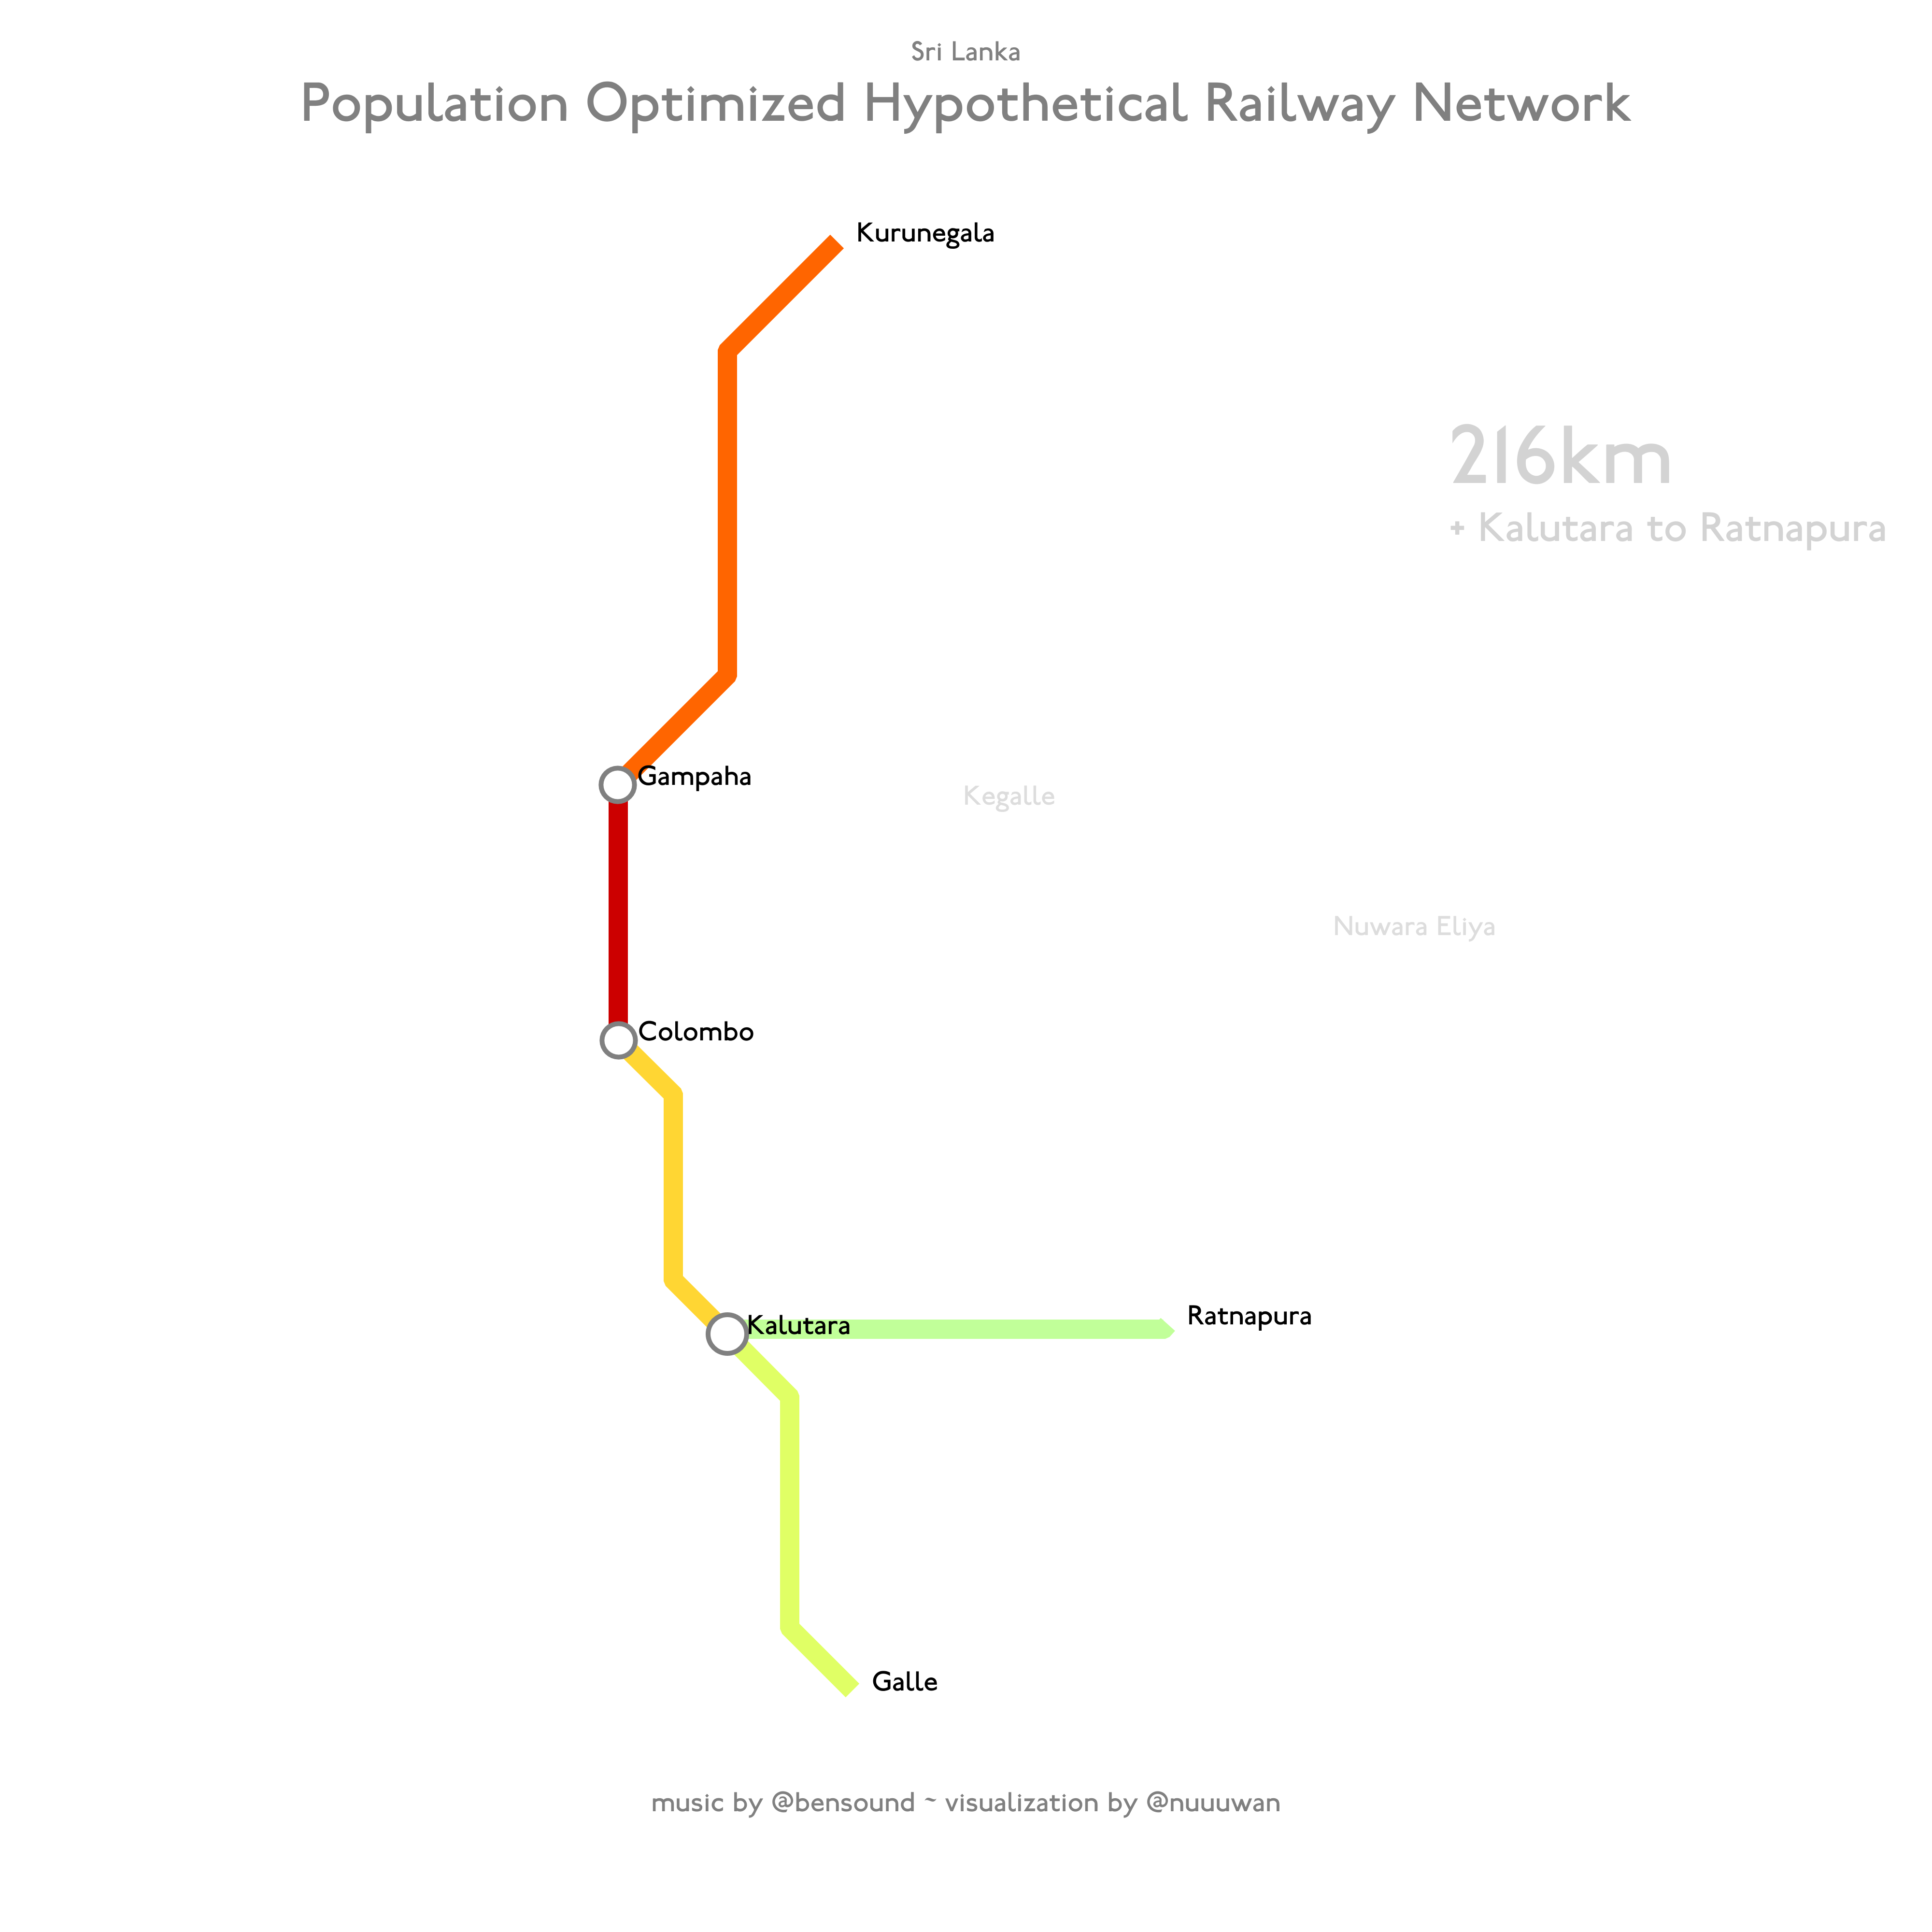 Sri Lanka
Population Optimized Hypothetical Railway Network
Kurunegala
216km
+ Kalutara to Ratnapura
Gampaha
Kegalle
Nuwara Eliya
Colombo
Kalutara
Ratnapura
Galle
music by @bensound ~ visualization by @nuuuwan